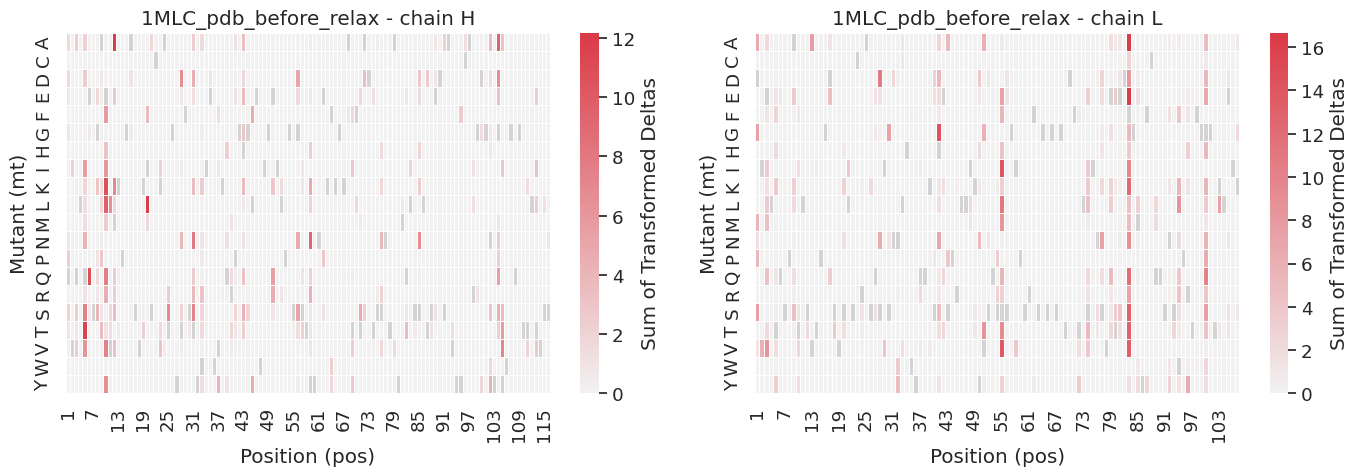 1MLC_pdb_before_relax - chain H
1MLC_pdb_before_relax - chain L
Mutant (mt)
A
C
D
E
F
G
H
I
K
L
M
N
P
Q
R
S
T
V
W
Y
1 7 13 19 25 31 37 43 49 55 61 67 73 79 85 91 97 103 109 115
Position (pos)
12
10
8
6
4
2
0
Sum of Transformed Deltas
Mutant (mt)
A
C
D
E
F
G
H
I
K
L
M
N
P
Q
R
S
T
V
W
Y
1 7 13 19 25 31 37 43 49 55 61 67 73 79 85 91 97 103
Position (pos)
16
14
12
10
8
6
4
2
0
Sum of Transformed Deltas